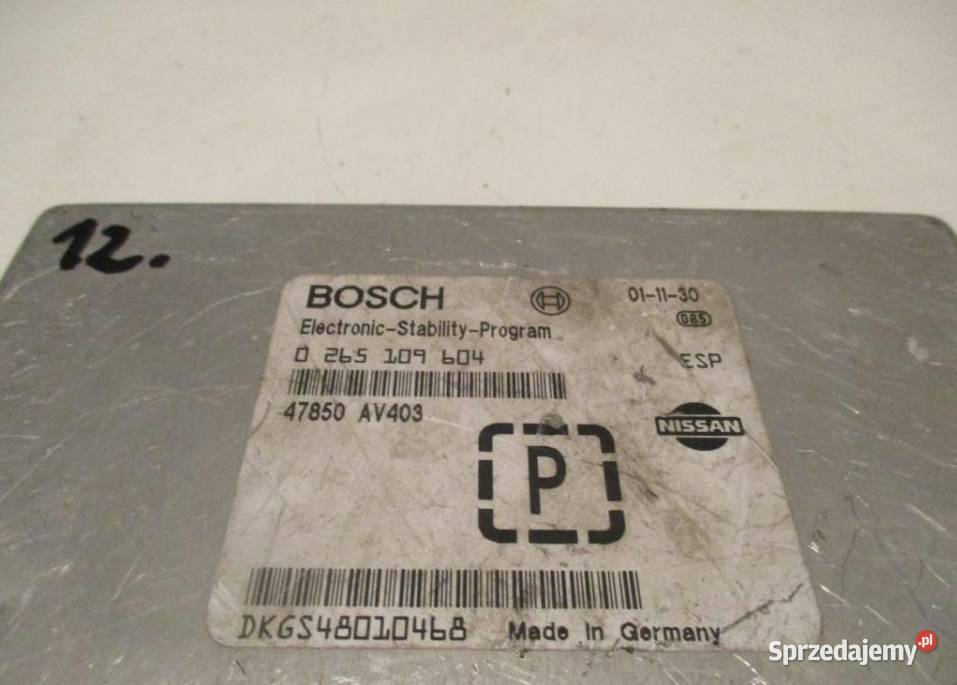 12.
BOSCH
01-11-30
Electronic-Stability-Program
085
0 265 109 604
ESP
47850 AV403
NISSAN
P
DKGS48010468 Made in Germany
Sprzedajemy.pl